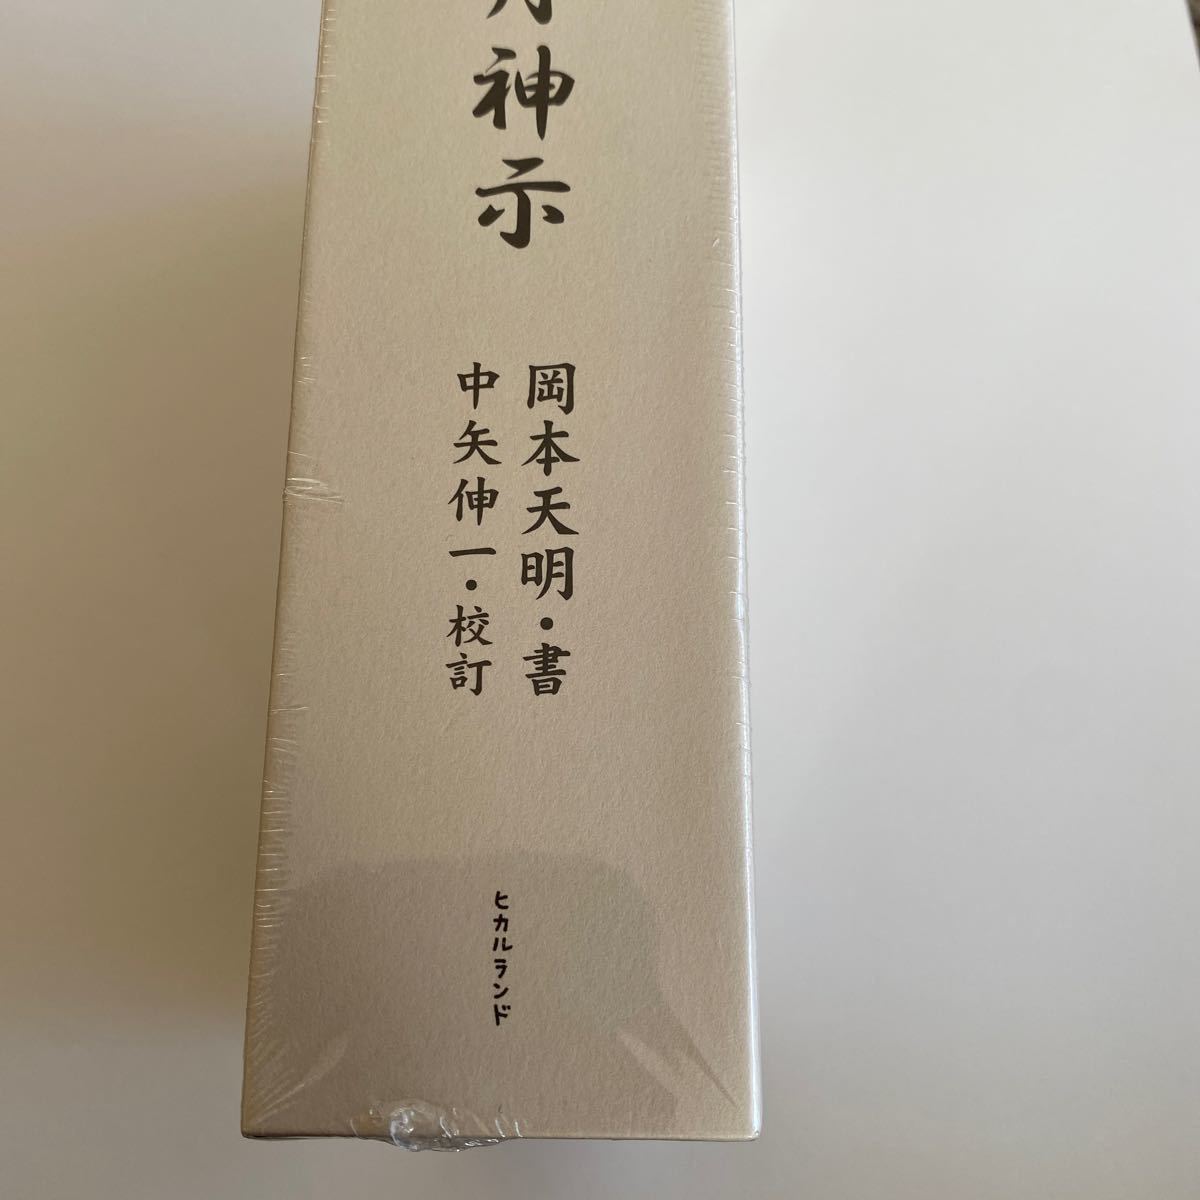 月神示
岡本天明・書
中矢伸一・校訂
ヒカルランド